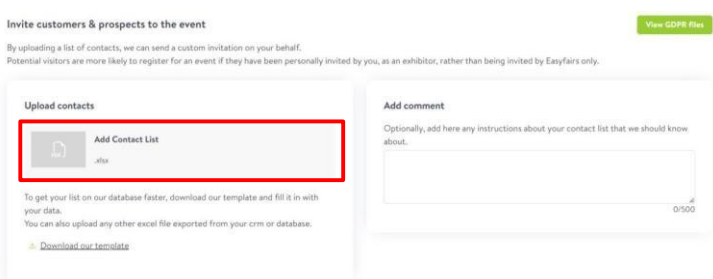 Invite customers & prospects to the event
View GDPR files
By uploading a list of contacts, we can send a custom invitation on your behalf.
Potential visitors are more likely to register for an event if they have been personally invited by you, as an exhibitor, rather than being invited by Easyfairs only.
Upload contacts
Add Contact List
.xlsx
To get your list on our database faster, download our template and fill it in with
your data.
You can also upload any other excel file exported from your crm or database.
Download our template
Add comment
Optionally, add here any instructions about your contact list that we should know
about.
0/500